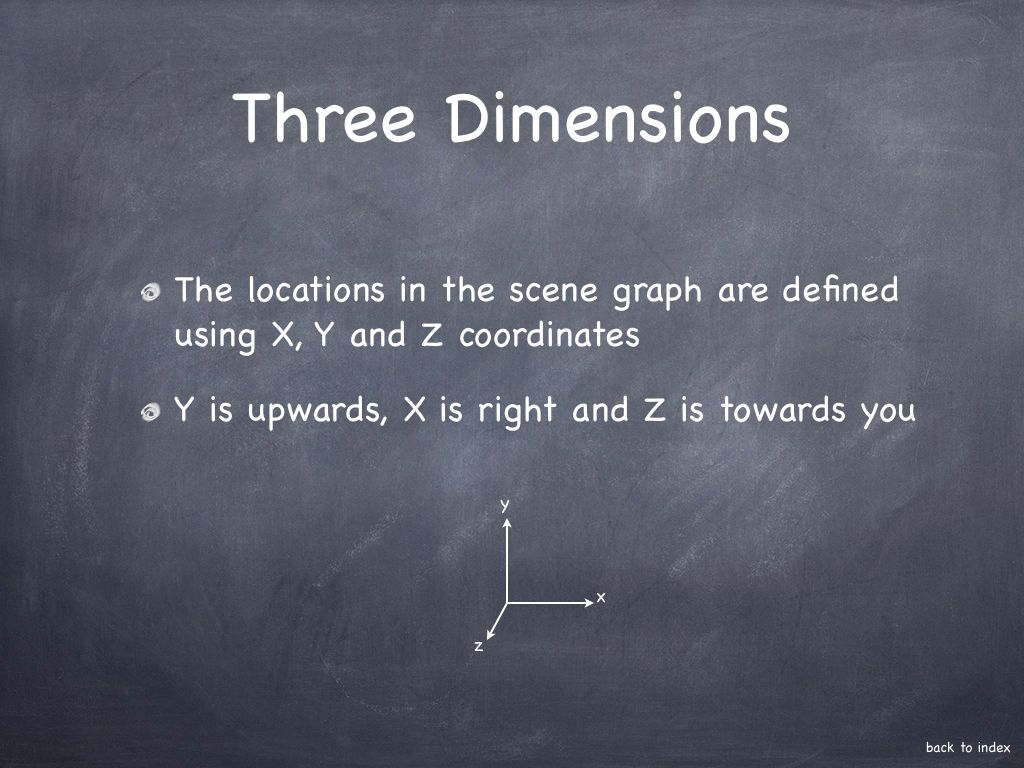 Three Dimensions
The locations in the scene graph are defined
using X, Y and Z coordinates
Y is upwards, X is right and Z is towards you
y
x
z
back to index